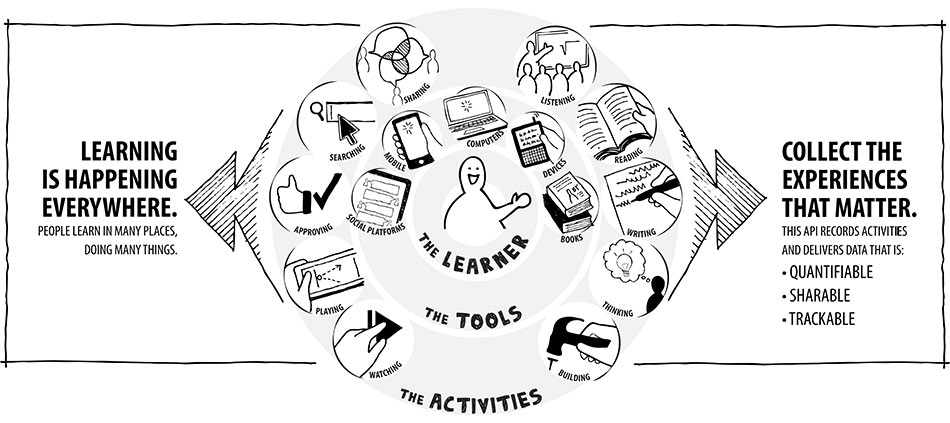 LEARNING
IS HAPPENING
EVERYWHERE.
PEOPLE LEARN IN MANY PLACES,
DOING MANY THINGS.
SHARING
LISTENING
SEARCHING
MOBILE
COMPUTERS
DEVICES
READING
APPROVING
SOCIAL PLATFORMS
BOOKS
WRITING
THE LEARNER
PLAYING
THINKING
THE TOOLS
WATCHING
BUILDING
THE ACTIVITIES
COLLECT THE
EXPERIENCES
THAT MATTER.
THIS API RECORDS ACTIVITIES
AND DELIVERS DATA THAT IS:
• QUANTIFIABLE
• SHARABLE
• TRACKABLE